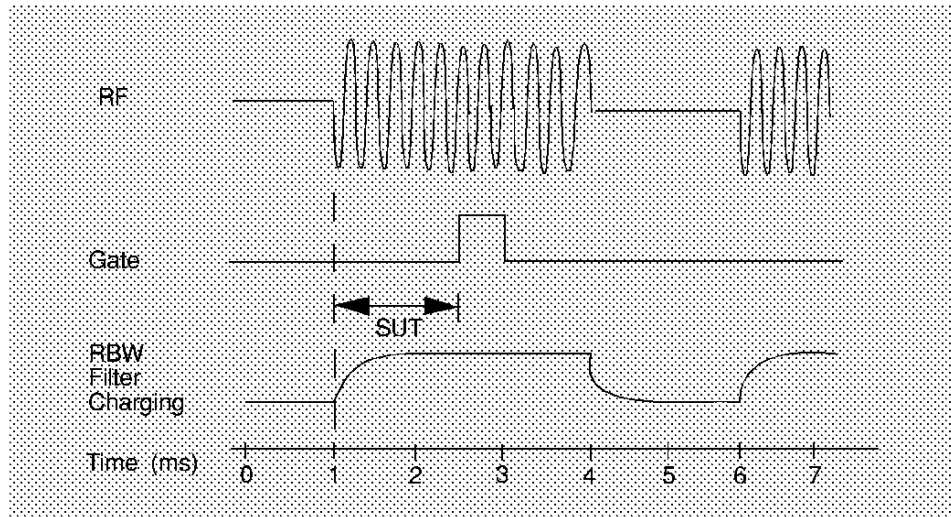 RF
Gate
SUT
RBW
Filter
Charging
Time (ms)
0 1 2 3 4 5 6 7